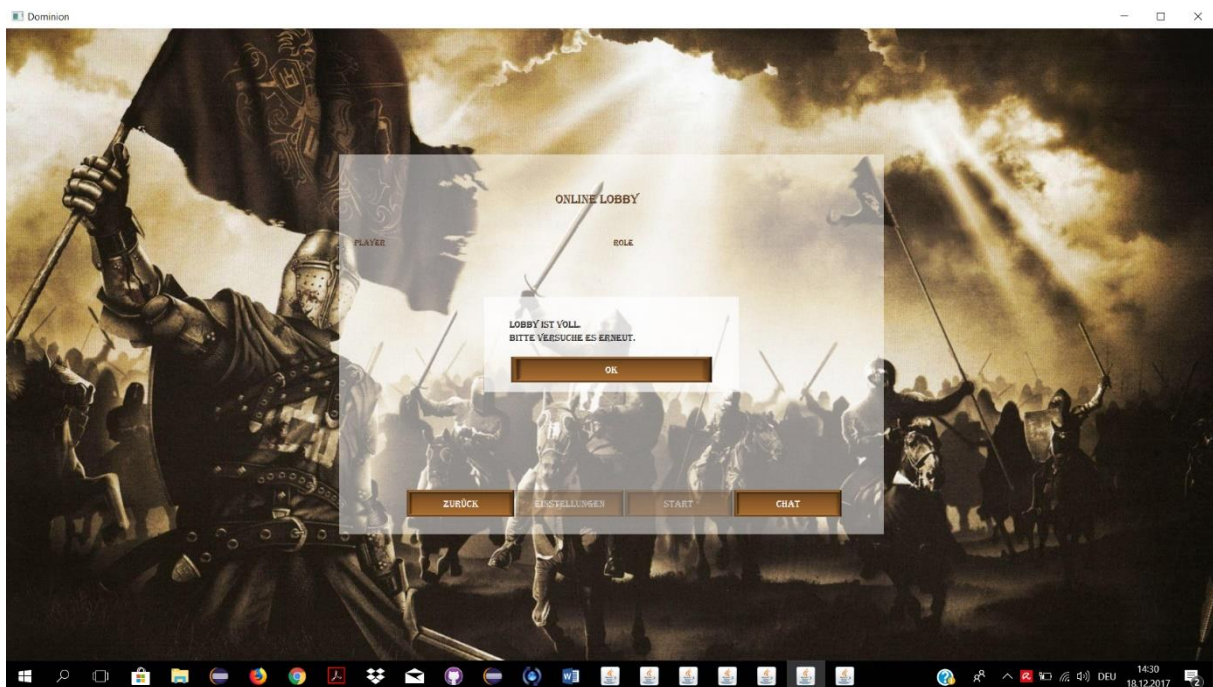 Dominion
ONLINE LOBBY
PLAYER ROLE
LOBBY IST VOLL.
BITTE VERSUCHE ES ERNEUT.
OK
ZURÜCK EINSTELLUNGEN START CHAT
DEU 14:30
18.12.2017
2